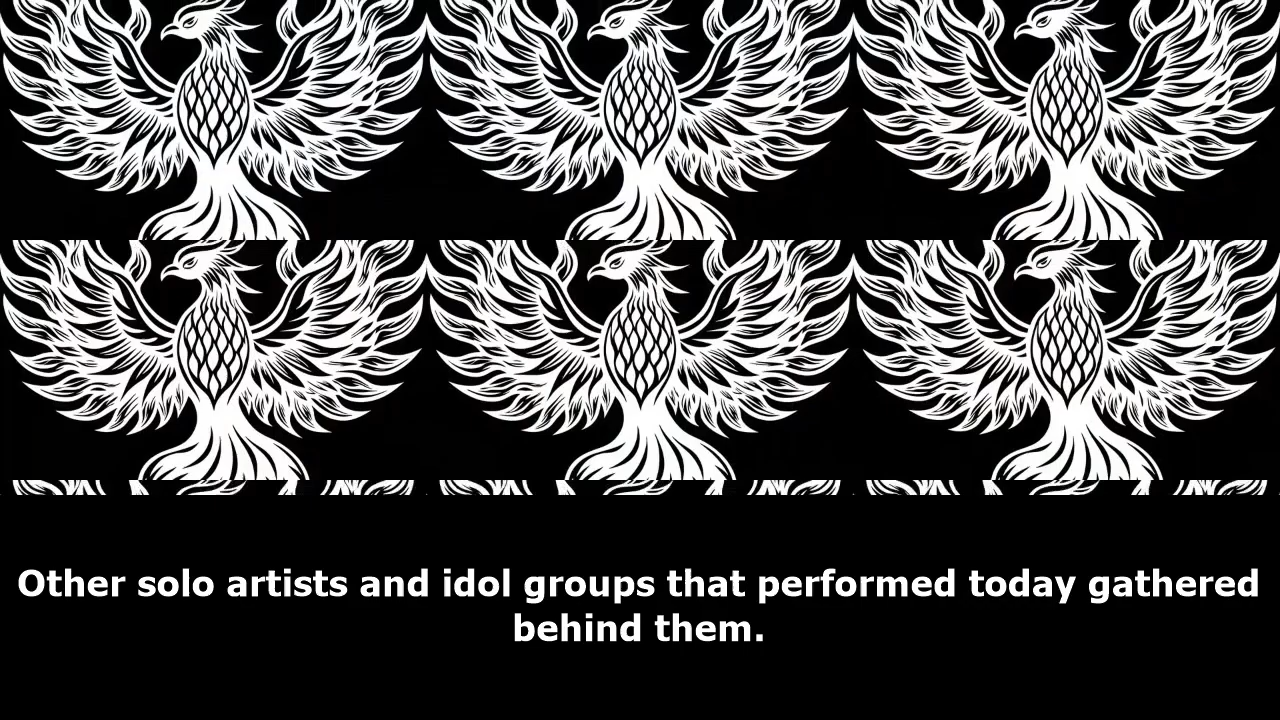 Other solo artists and idol groups that performed today gathered
behind them.